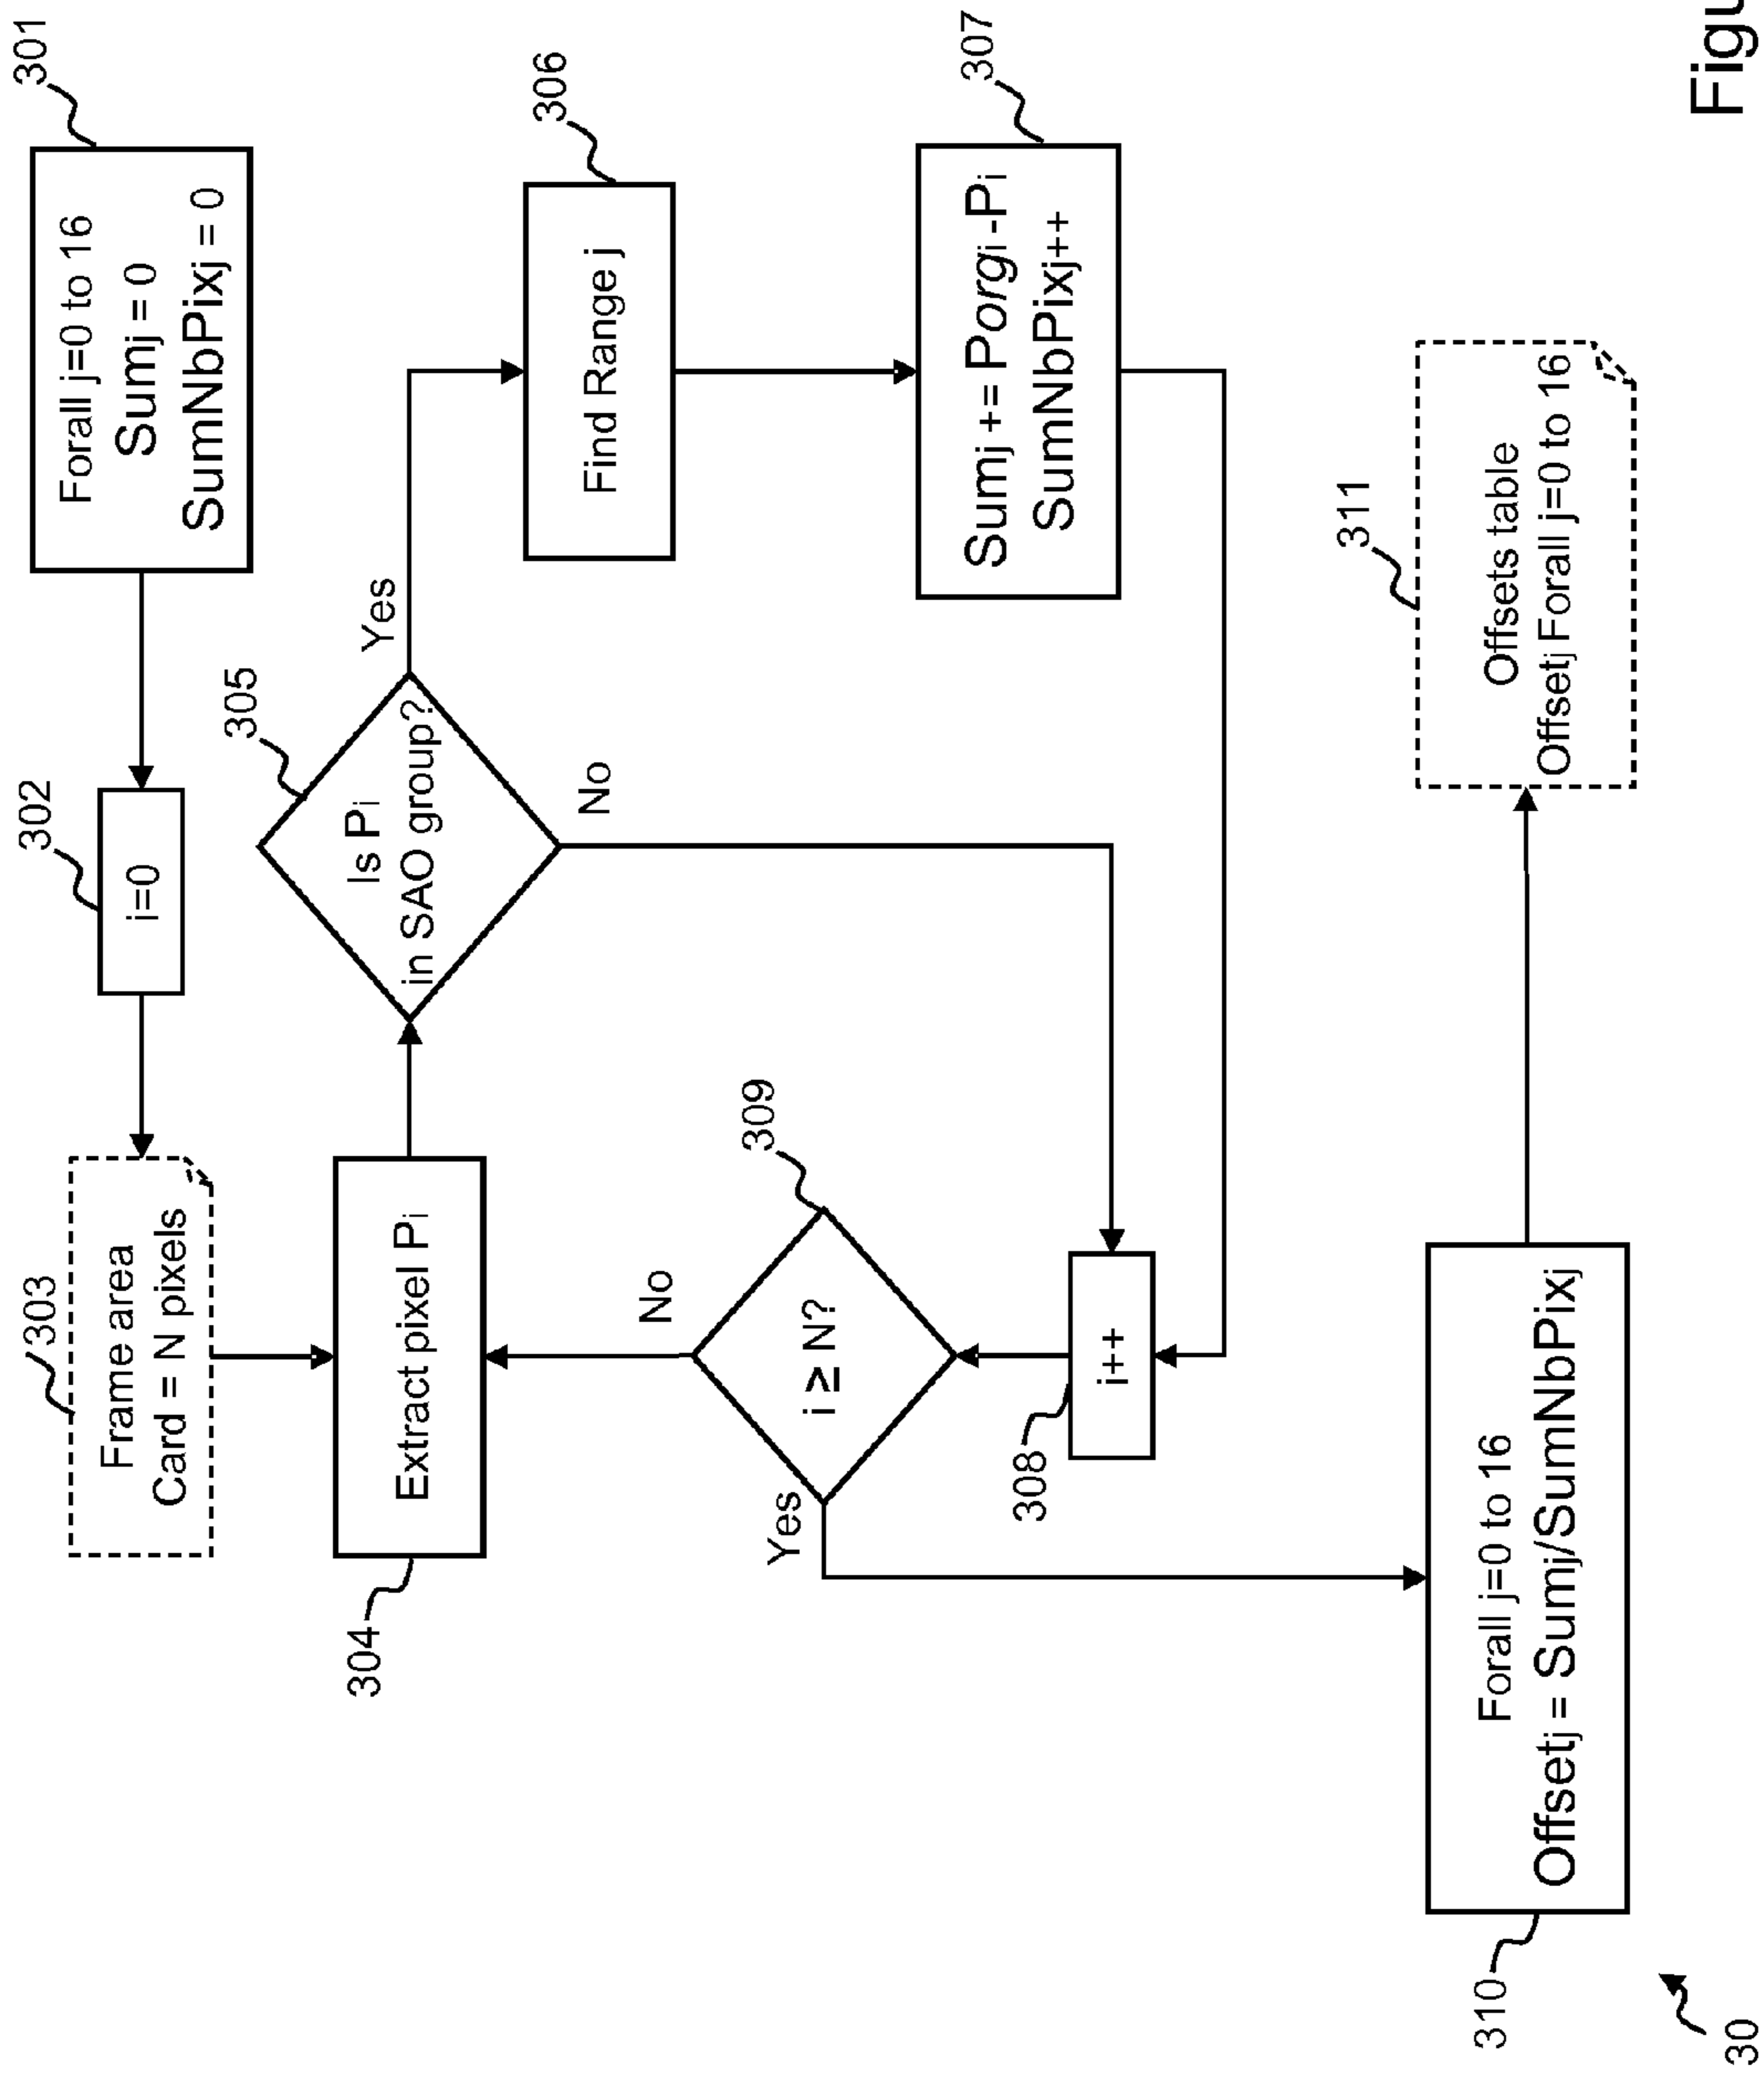 301
Forall j=0 to 16
Sumj = 0
SumNbPixj = 0
302
i=0
303
Frame area
Card = N pixels
304
Extract pixel Pi
305
Is Pi
in SAO group?
Yes
No
306
Find Range j
307
Sumj += Porgi-Pi
SumNbPixj++
308
i++
309
i ≥ N?
No
Yes
310
Forall j=0 to 16
Offsetj = Sumj/SumNbPixj
311
Offsets table
Offsetj Forall j=0 to 16
30